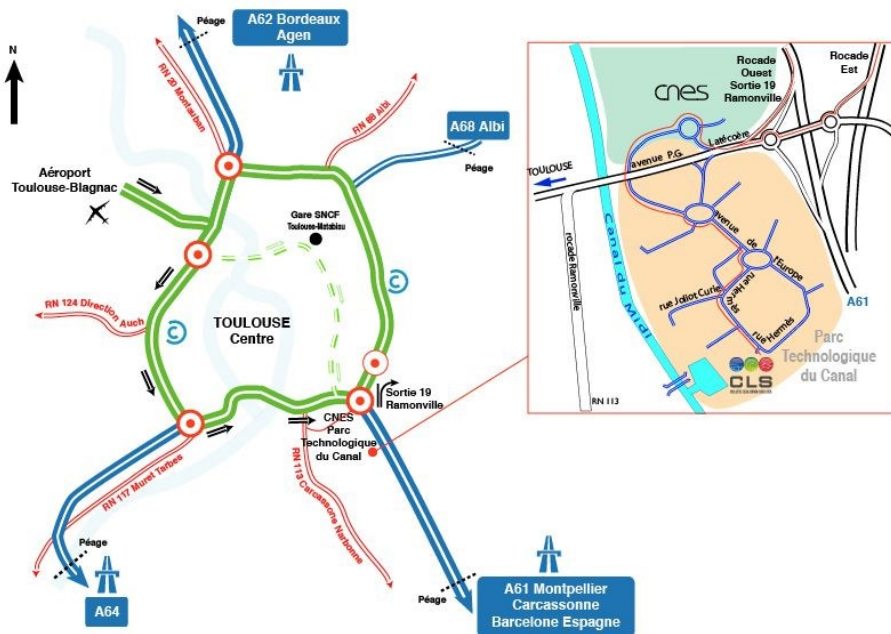 N
Péage
A62 Bordeaux
Agen
RN 20 Montauban
RN 88 Albi
A68 Albi
Péage
Aéroport
Toulouse-Blagnac
Gare SNCF
Toulouse-Matabiau
C
RN 124 Direction
Auch
C
TOULOUSE
Centre
Sortie 19
Ramonville
CNES
Parc
Technologique
du Canal
RN 117 Muret Tarbes
RN 113 Carcassonne Narbonne
Péage
A64
Péage
A61 Montpellier
Carcassonne
Barcelone Espagne
cnes
Rocade
Ouest
Sortie 19
Ramonville
Rocade
Est
TOULOUSE
avenue P.G. Latécoère
rocade Ramonville
Canal du Midi
avenue de l'Europe
rue Joliot Curie
rue Hermès
rue Hermès
A61
Parc
Technologique
du Canal
CLS
RN 113